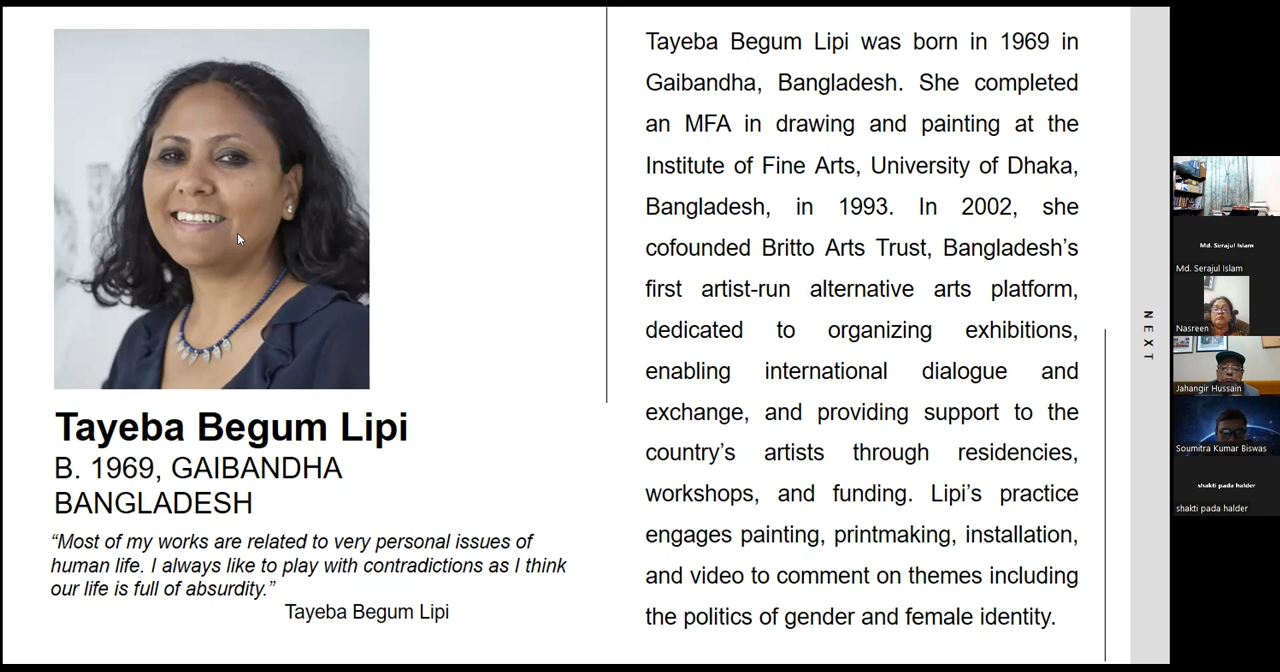 Tayeba Begum Lipi
B. 1969, GAIBANDHA
BANGLADESH
“Most of my works are related to very personal issues of
human life. I always like to play with contradictions as I think
our life is full of absurdity.”
Tayeba Begum Lipi
Tayeba Begum Lipi was born in 1969 in
Gaibandha, Bangladesh. She completed
an MFA in drawing and painting at the
Institute of Fine Arts, University of Dhaka,
Bangladesh, in 1993. In 2002, she
cofounded Britto Arts Trust, Bangladesh’s
first artist-run alternative arts platform,
dedicated to organizing exhibitions,
enabling international dialogue and
exchange, and providing support to the
country’s artists through residencies,
workshops, and funding. Lipi’s practice
engages painting, printmaking, installation,
and video to comment on themes including
the politics of gender and female identity.
NEXT
Md. Serajul Islam
Md. Serajul Islam
Nasreen
Jahangir Hussain
Soumitra Kumar Biswas
shakti pada halder
shakti pada halder